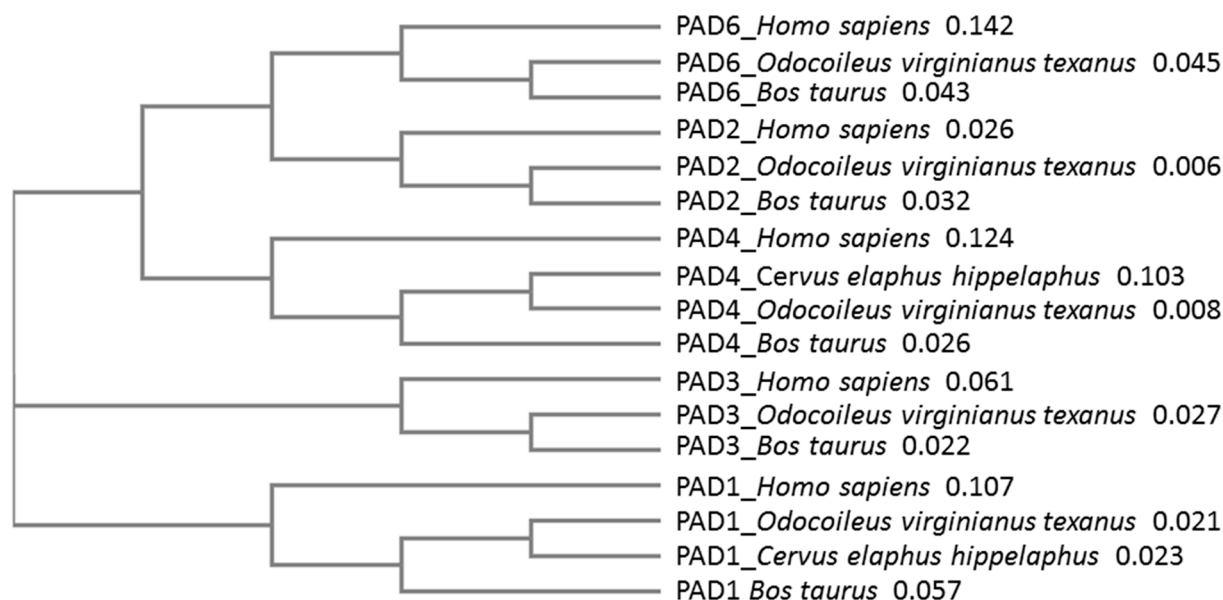 PAD6_Homo sapiens 0.142
PAD6_Odocoileus virginianus texanus 0.045
PAD6_Bos taurus 0.043
PAD2_Homo sapiens 0.026
PAD2_Odocoileus virginianus texanus 0.006
PAD2_Bos taurus 0.032
PAD4_Homo sapiens 0.124
PAD4_Cervus elaphus hippelaphus 0.103
PAD4_Odocoileus virginianus texanus 0.008
PAD4_Bos taurus 0.026
PAD3_Homo sapiens 0.061
PAD3_Odocoileus virginianus texanus 0.027
PAD3_Bos taurus 0.022
PAD1_Homo sapiens 0.107
PAD1_Odocoileus virginianus texanus 0.021
PAD1_Cervus elaphus hippelaphus 0.023
PAD1 Bos taurus 0.057